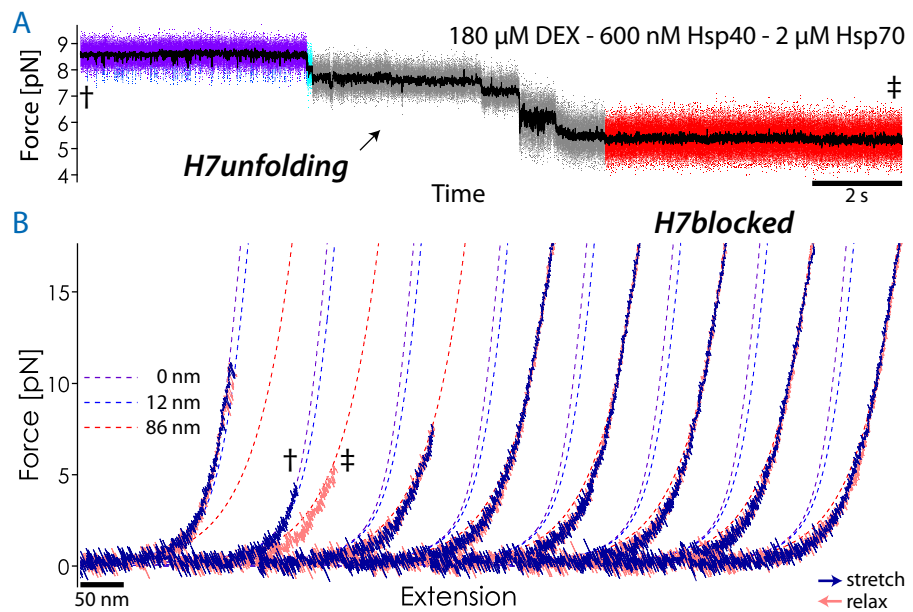 A
180 µM DEX - 600 nM Hsp40 - 2 µM Hsp70
Force [pN]
9
8
7
6
5
4
†
‡
H7unfolding
Time
2 s
B
H7blocked
Force [pN]
15
10
5
0
0 nm
12 nm
86 nm
†
‡
50 nm
Extension
stretch
relax